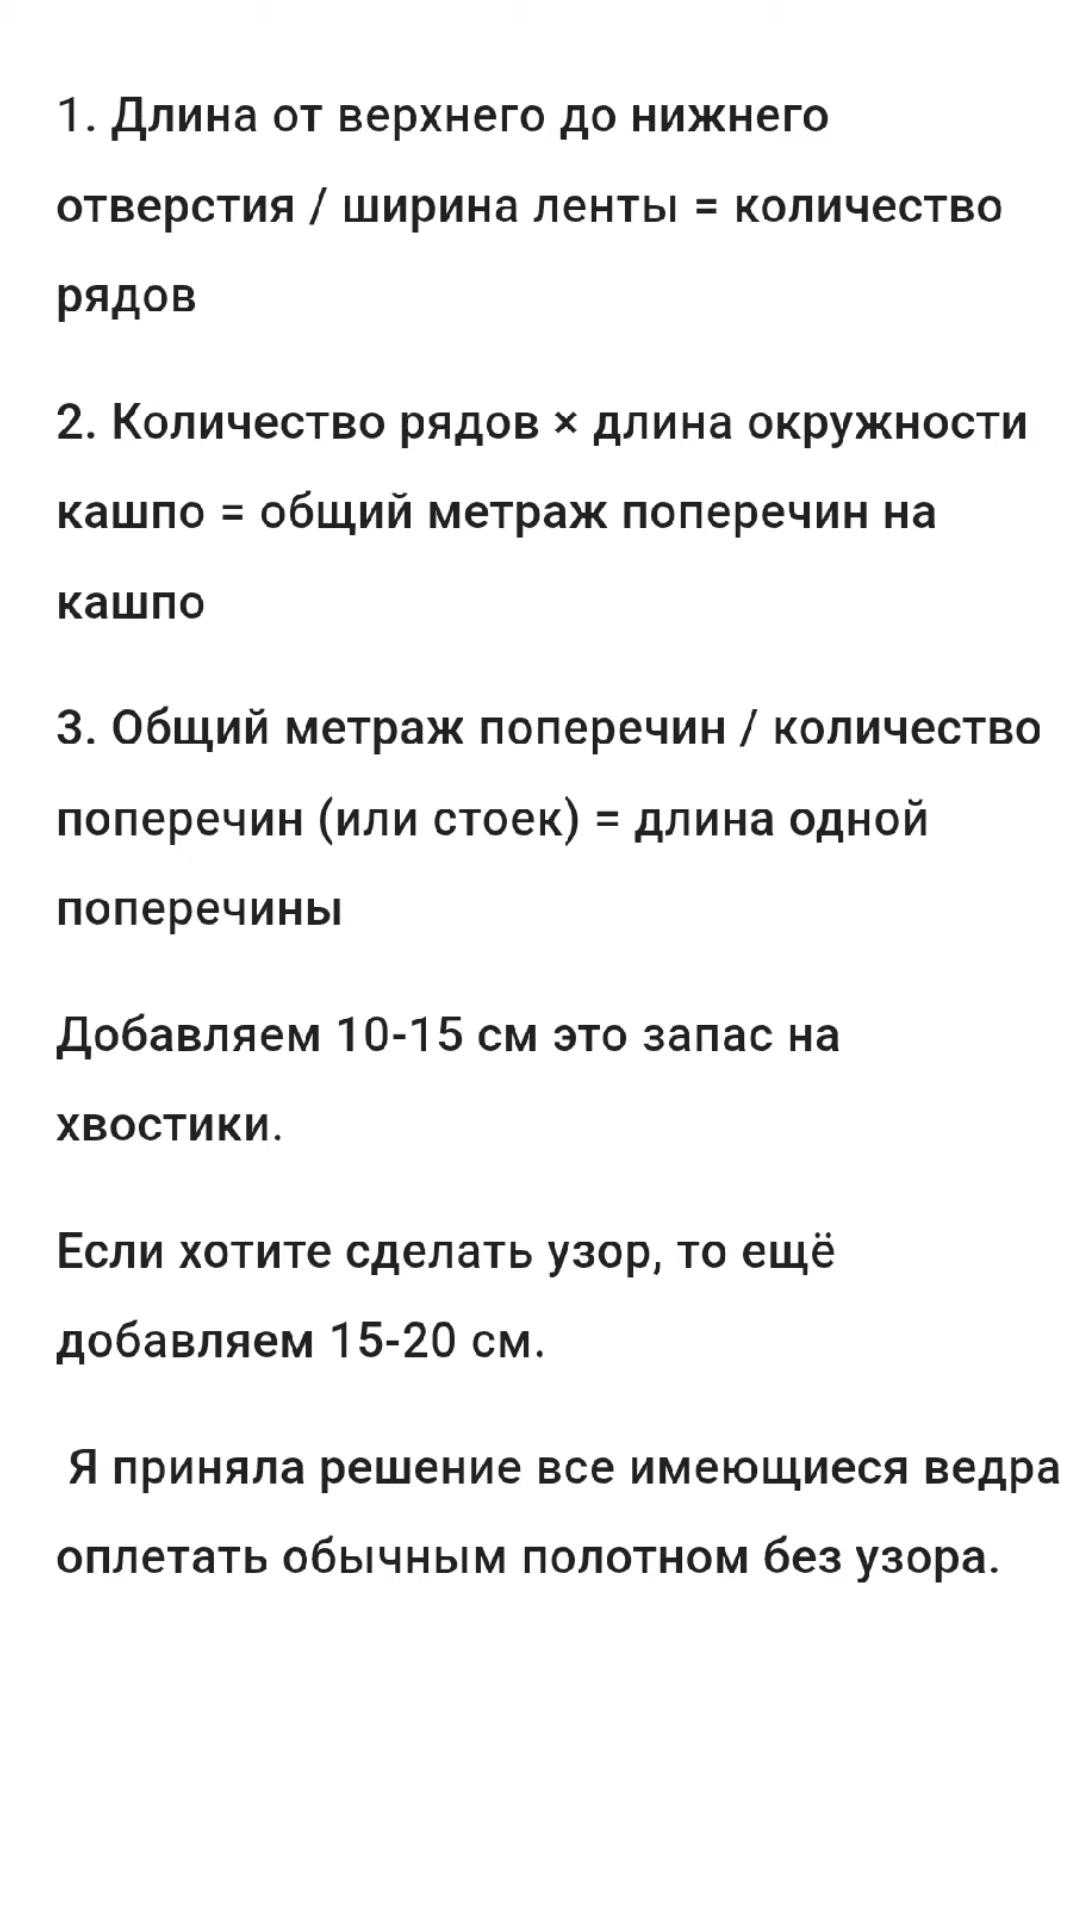 1. Длина от верхнего до нижнего
отверстия / ширина ленты = количество
рядов
2. Количество рядов × длина окружности
кашпо = общий метраж поперечин на
кашпо
3. Общий метраж поперечин / количество
поперечин (или стоек) = длина одной
поперечины
Добавляем 10-15 см это запас на
хвостики.
Если хотите сделать узор, то ещё
добавляем 15-20 см.
Я приняла решение все имеющиеся ведра
оплетать обычным полотном без узора.